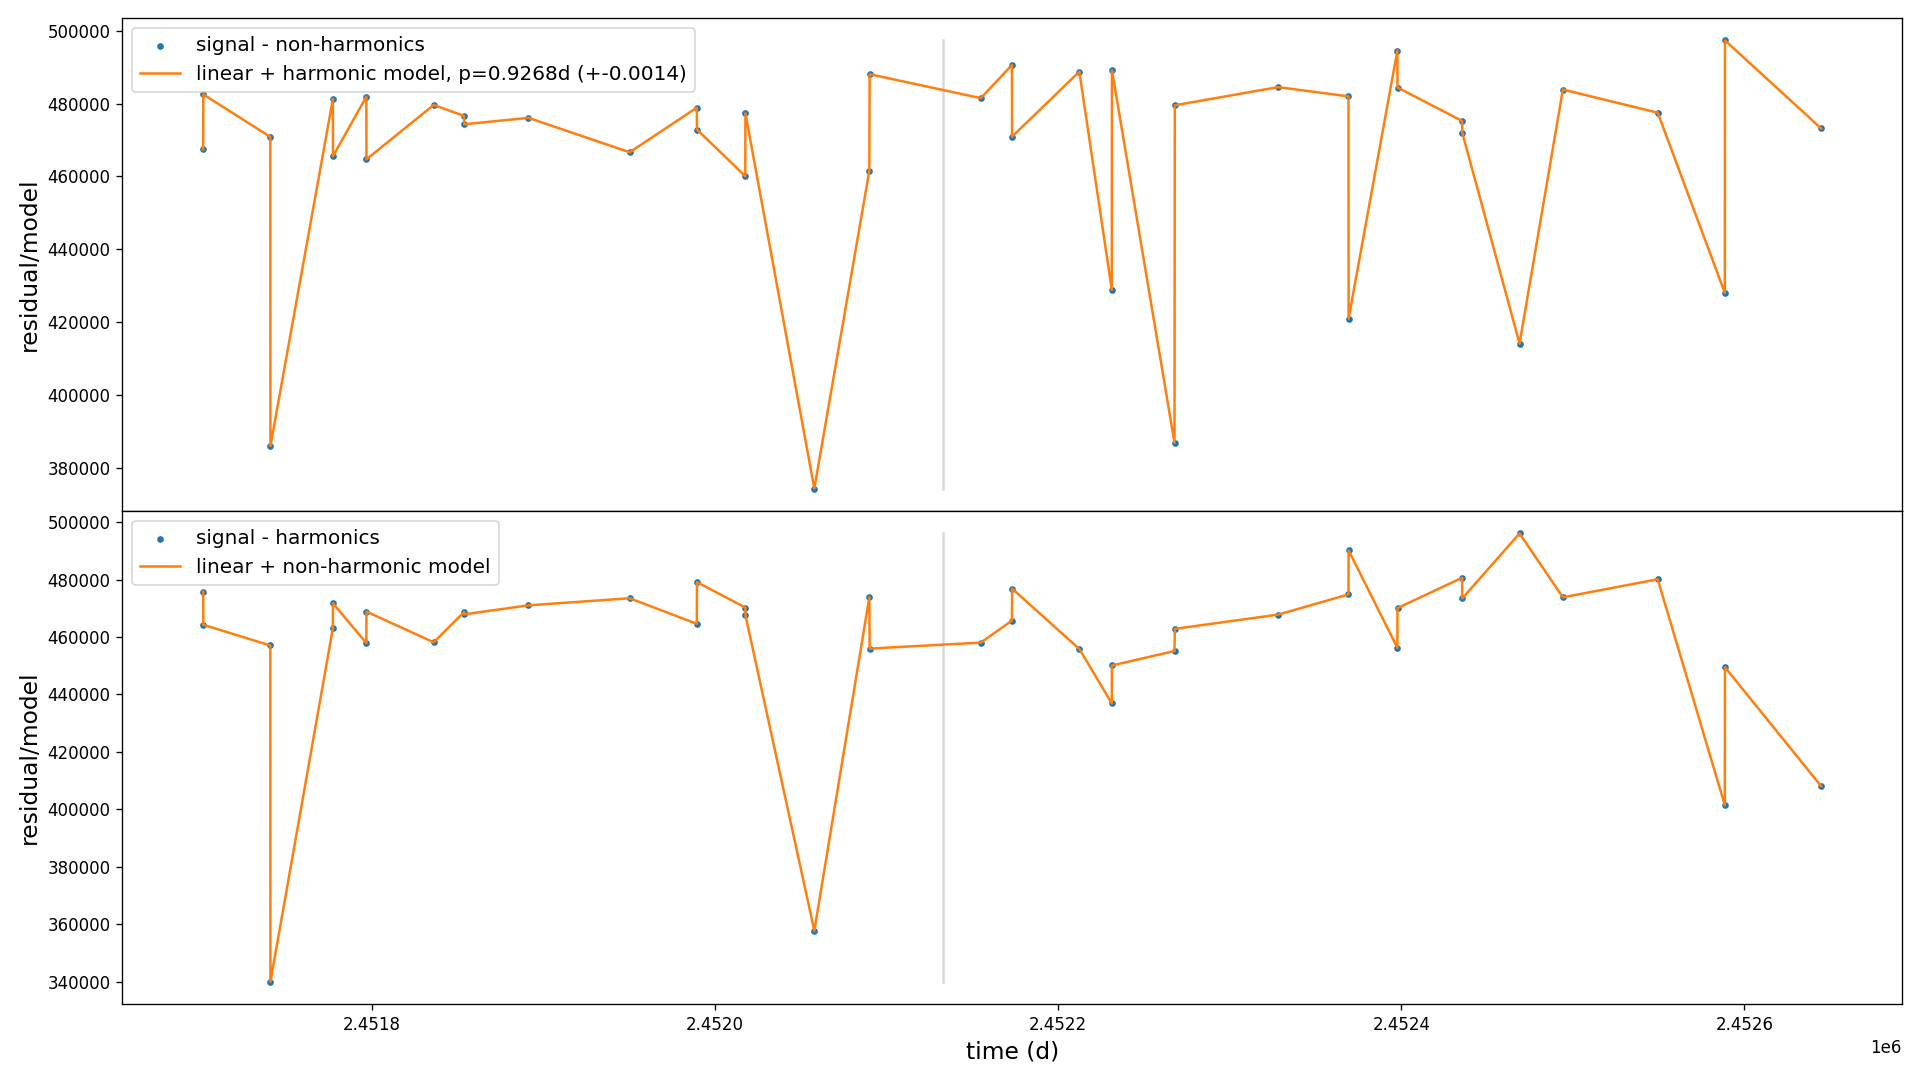 500000
480000
460000
440000
420000
400000
380000
residual/model
signal - non-harmonics
linear + harmonic model, p=0.9268d (+-0.0014)
500000
480000
460000
440000
420000
400000
380000
360000
340000
residual/model
signal - harmonics
linear + non-harmonic model
2.4518 2.4520 2.4522 2.4524 2.4526
1e6
time (d)